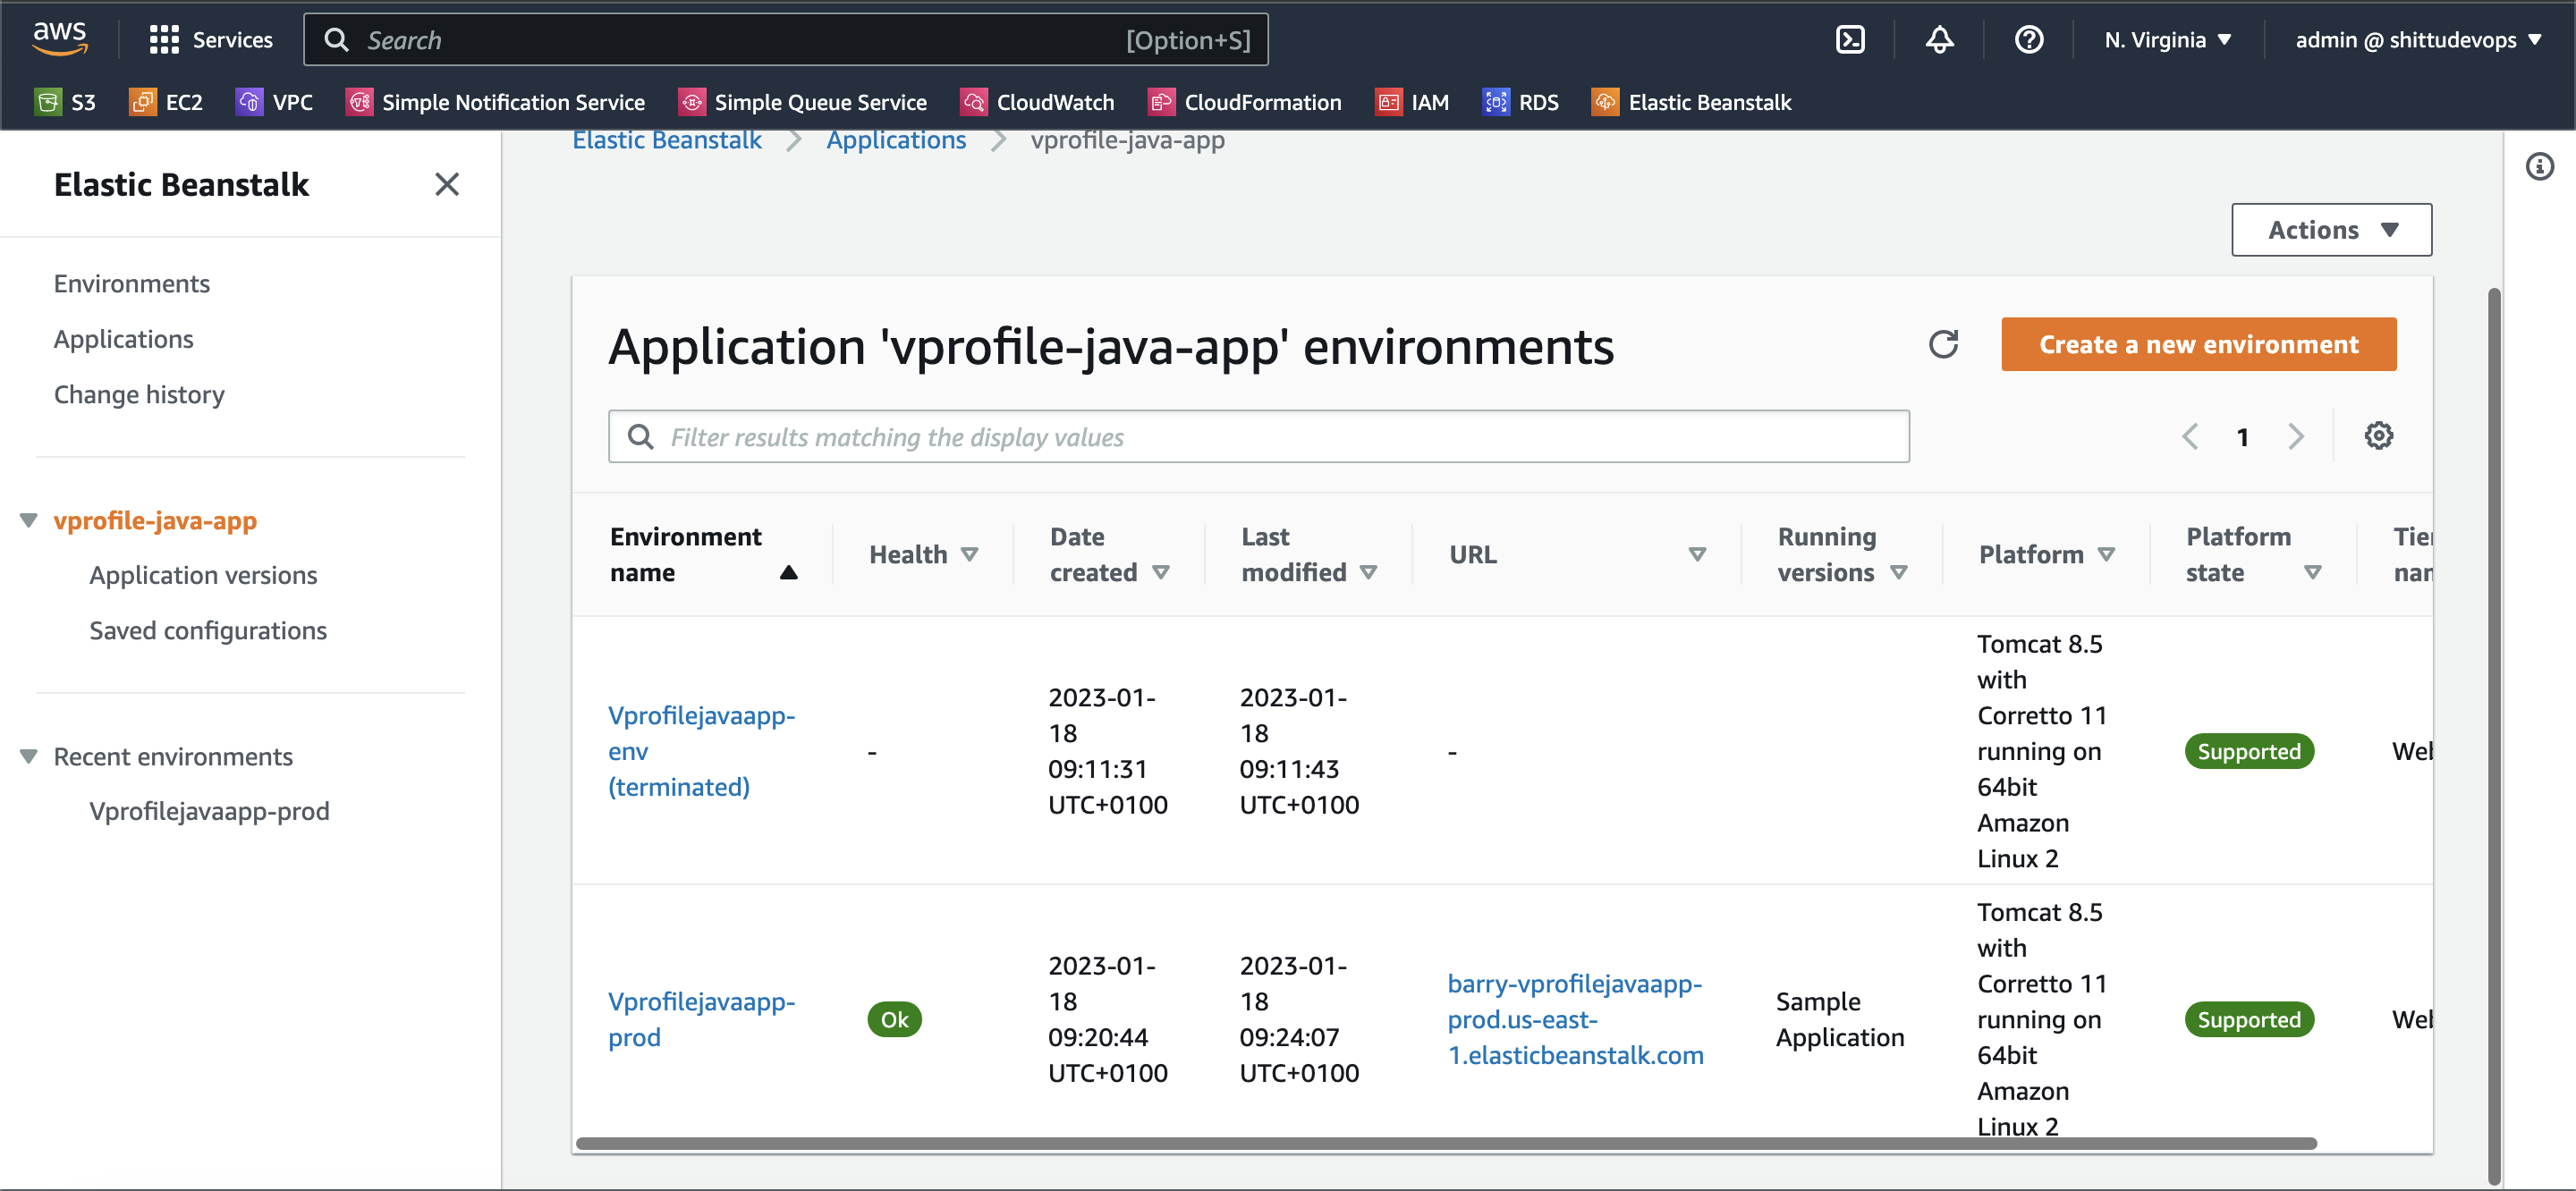 aws
Services
Search
[Option+S]
N. Virginia
admin @ shittudevops
S3
EC2
VPC
Simple Notification Service
Simple Queue Service
CloudWatch
CloudFormation
IAM
RDS
Elastic Beanstalk
Elastic Beanstalk
Environments
Applications
Change history
vprofile-java-app
Application versions
Saved configurations
Recent environments
Vprofilejavaapp-prod
Elastic Beanstalk
Applications
vprofile-java-app
Actions
Application 'vprofile-java-app' environments
Create a new environment
Filter results matching the display values
1
Environment
name
Health
Date
created
Last
modified
URL
Running
versions
Platform
Platform
state
Vprofilejavaapp-
env
(terminated)
-
2023-01-
18
09:11:31
UTC+0100
2023-01-
18
09:11:43
UTC+0100
-
Tomcat 8.5
with
Corretto 11
running on
64bit
Amazon
Linux 2
Supported
Vprofilejavaapp-
prod
Ok
2023-01-
18
09:20:44
UTC+0100
2023-01-
18
09:24:07
UTC+0100
barry-vprofilejavaapp-
prod.us-east-
1.elasticbeanstalk.com
Sample
Application
Tomcat 8.5
with
Corretto 11
running on
64bit
Amazon
Linux 2
Supported